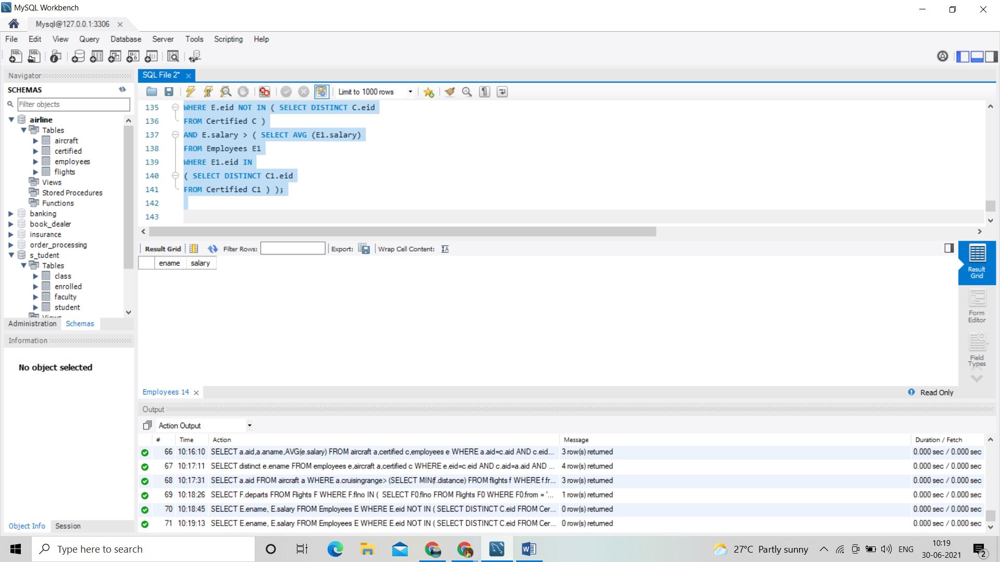 MySQL Workbench
Mysql@127.0.0.1:3306
File Edit View Query Database Server Tools Scripting Help
Navigator
SCHEMAS
Filter objects
airline
Tables
aircraft
certified
employees
flights
Views
Stored Procedures
Functions
banking
book_dealer
insurance
order_processing
s_tudent
Tables
class
enrolled
faculty
student
Views
Administration Schemas
Information
No object selected
Object Info Session
SQL File 2*
Limit to 1000 rows
135 WHERE E.eid NOT IN ( SELECT DISTINCT C.eid
136 FROM Certified C )
137 AND E.salary > ( SELECT AVG (E1.salary)
138 FROM Employees E1
139 WHERE E1.eid IN
140 ( SELECT DISTINCT C1.eid
141 FROM Certified C1 ) );
142
143
Result Grid Filter Rows: Export: Wrap Cell Content:
ename salary
Result Grid
Form Editor
Field Types
Employees 14
Read Only
Output
Action Output
# Time Action Message Duration / Fetch
66 10:16:10 SELECT a.aid,a.aname,AVG(e.salary) FROM aircraft a,certified c,employees e WHERE a.aid=c.aid AND c.eid... 3 row(s) returned 0.000 sec / 0.000 sec
67 10:17:11 SELECT distinct e.ename FROM employees e,aircraft a,certified c WHERE e.eid=c.eid AND c.aid=a.aid AND ... 4 row(s) returned 0.000 sec / 0.000 sec
68 10:17:31 SELECT a.aid FROM aircraft a WHERE a.cruisingrange> (SELECT MIN(f.distance) FROM flights f WHERE f.fr... 3 row(s) returned 0.000 sec / 0.000 sec
69 10:18:26 SELECT F.departs FROM Flights F WHERE F.flno IN ( SELECT F0.flno FROM Flights F0 WHERE F0.from = '... 1 row(s) returned 0.000 sec / 0.000 sec
70 10:18:45 SELECT E.ename, E.salary FROM Employees E WHERE E.eid NOT IN ( SELECT DISTINCT C.eid FROM Cer... 0 row(s) returned 0.000 sec / 0.000 sec
71 10:19:13 SELECT E.ename, E.salary FROM Employees E WHERE E.eid NOT IN ( SELECT DISTINCT C.eid FROM Cer... 0 row(s) returned 0.000 sec / 0.000 sec
Type here to search
27°C Partly sunny
ENG
10:19
30-06-2021
2